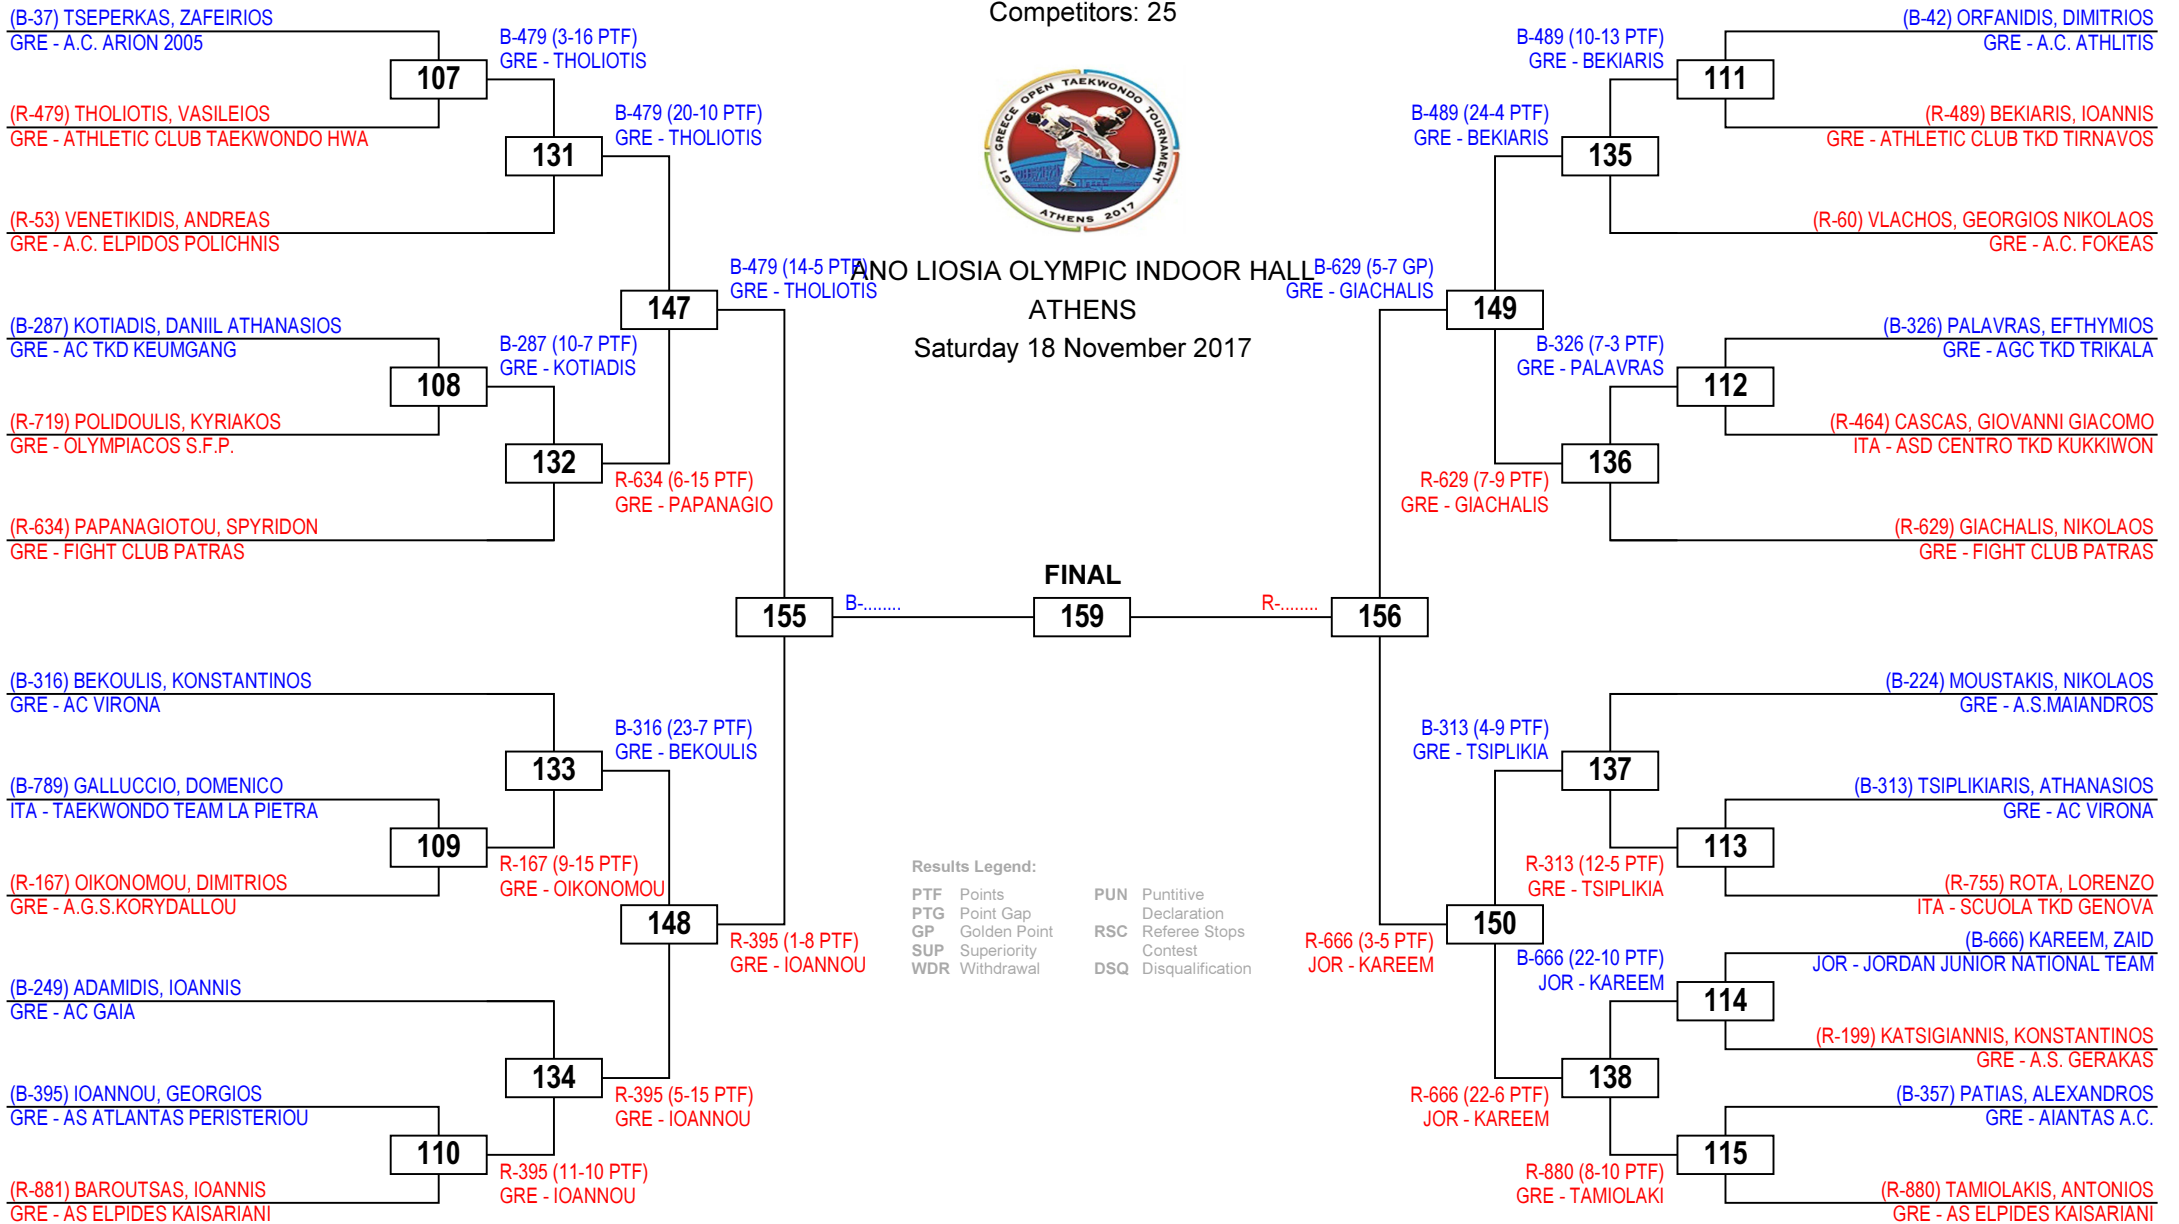 Competitors: 25
G1 - GREECE OPEN TAEKWONDO TOURNAMENT
ATHENS 2017
ANO LIOSIA OLYMPIC INDOOR HALL
ATHENS
Saturday 18 November 2017
(B-37) TSEPERKAS, ZAFEIRIOS
GRE - A.C. ARION 2005
107
(R-479) THOLIOTIS, VASILEIOS
GRE - ATHLETIC CLUB TAEKWONDO HWA
B-479 (3-16 PTF)
GRE - THOLIOTIS
131
(R-53) VENETIKIDIS, ANDREAS
GRE - A.C. ELPIDOS POLICHNIS
B-479 (20-10 PTF)
GRE - THOLIOTIS
147
(B-287) KOTIADIS, DANIIL ATHANASIOS
GRE - AC TKD KEUMGANG
108
(R-719) POLIDOULIS, KYRIAKOS
GRE - OLYMPIACOS S.F.P.
B-287 (10-7 PTF)
GRE - KOTIADIS
132
(R-634) PAPANAGIOTOU, SPYRIDON
GRE - FIGHT CLUB PATRAS
R-634 (6-15 PTF)
GRE - PAPANAGIO
B-479 (14-5 PTF)
GRE - THOLIOTIS
155
(B-316) BEKOULIS, KONSTANTINOS
GRE - AC VIRONA
133
(B-789) GALLUCCIO, DOMENICO
ITA - TAEKWONDO TEAM LA PIETRA
109
(R-167) OIKONOMOU, DIMITRIOS
GRE - A.G.S.KORYDALLOU
R-167 (9-15 PTF)
GRE - OIKONOMOU
B-316 (23-7 PTF)
GRE - BEKOULIS
148
(B-249) ADAMIDIS, IOANNIS
GRE - AC GAIA
134
(B-395) IOANNOU, GEORGIOS
GRE - AS ATLANTAS PERISTERIOU
110
(R-881) BAROUTSAS, IOANNIS
GRE - AS ELPIDES KAISARIANI
R-395 (11-10 PTF)
GRE - IOANNOU
R-395 (5-15 PTF)
GRE - IOANNOU
R-395 (1-8 PTF)
GRE - IOANNOU
B-........
FINAL
159
R-........
156
(B-42) ORFANIDIS, DIMITRIOS
GRE - A.C. ATHLITIS
111
(R-489) BEKIARIS, IOANNIS
GRE - ATHLETIC CLUB TKD TIRNAVOS
B-489 (10-13 PTF)
GRE - BEKIARIS
135
(R-60) VLACHOS, GEORGIOS NIKOLAOS
GRE - A.C. FOKEAS
B-489 (24-4 PTF)
GRE - BEKIARIS
149
(B-326) PALAVRAS, EFTHYMIOS
GRE - AGC TKD TRIKALA
112
(R-464) CASCAS, GIOVANNI GIACOMO
ITA - ASD CENTRO TKD KUKKIWON
B-326 (7-3 PTF)
GRE - PALAVRAS
136
(R-629) GIACHALIS, NIKOLAOS
GRE - FIGHT CLUB PATRAS
R-629 (7-9 PTF)
GRE - GIACHALIS
B-629 (5-7 GP)
GRE - GIACHALIS
(B-224) MOUSTAKIS, NIKOLAOS
GRE - A.S.MAIANDROS
137
(B-313) TSIPLIKIARIS, ATHANASIOS
GRE - AC VIRONA
113
(R-755) ROTA, LORENZO
ITA - SCUOLA TKD GENOVA
R-313 (12-5 PTF)
GRE - TSIPLIKIA
B-313 (4-9 PTF)
GRE - TSIPLIKIA
150
(B-666) KAREEM, ZAID
JOR - JORDAN JUNIOR NATIONAL TEAM
114
(R-199) KATSIGIANNIS, KONSTANTINOS
GRE - A.S. GERAKAS
B-666 (22-10 PTF)
JOR - KAREEM
138
(B-357) PATIAS, ALEXANDROS
GRE - AIANTAS A.C.
115
(R-880) TAMIOLAKIS, ANTONIOS
GRE - AS ELPIDES KAISARIANI
R-880 (8-10 PTF)
GRE - TAMIOLAKI
R-666 (22-6 PTF)
JOR - KAREEM
R-666 (3-5 PTF)
JOR - KAREEM
Results Legend:
PTF Points
PTG Point Gap
GP Golden Point
SUP Superiority
WDR Withdrawal
PUN Puntitive
Declaration
RSC Referee Stops
Contest
DSQ Disqualification